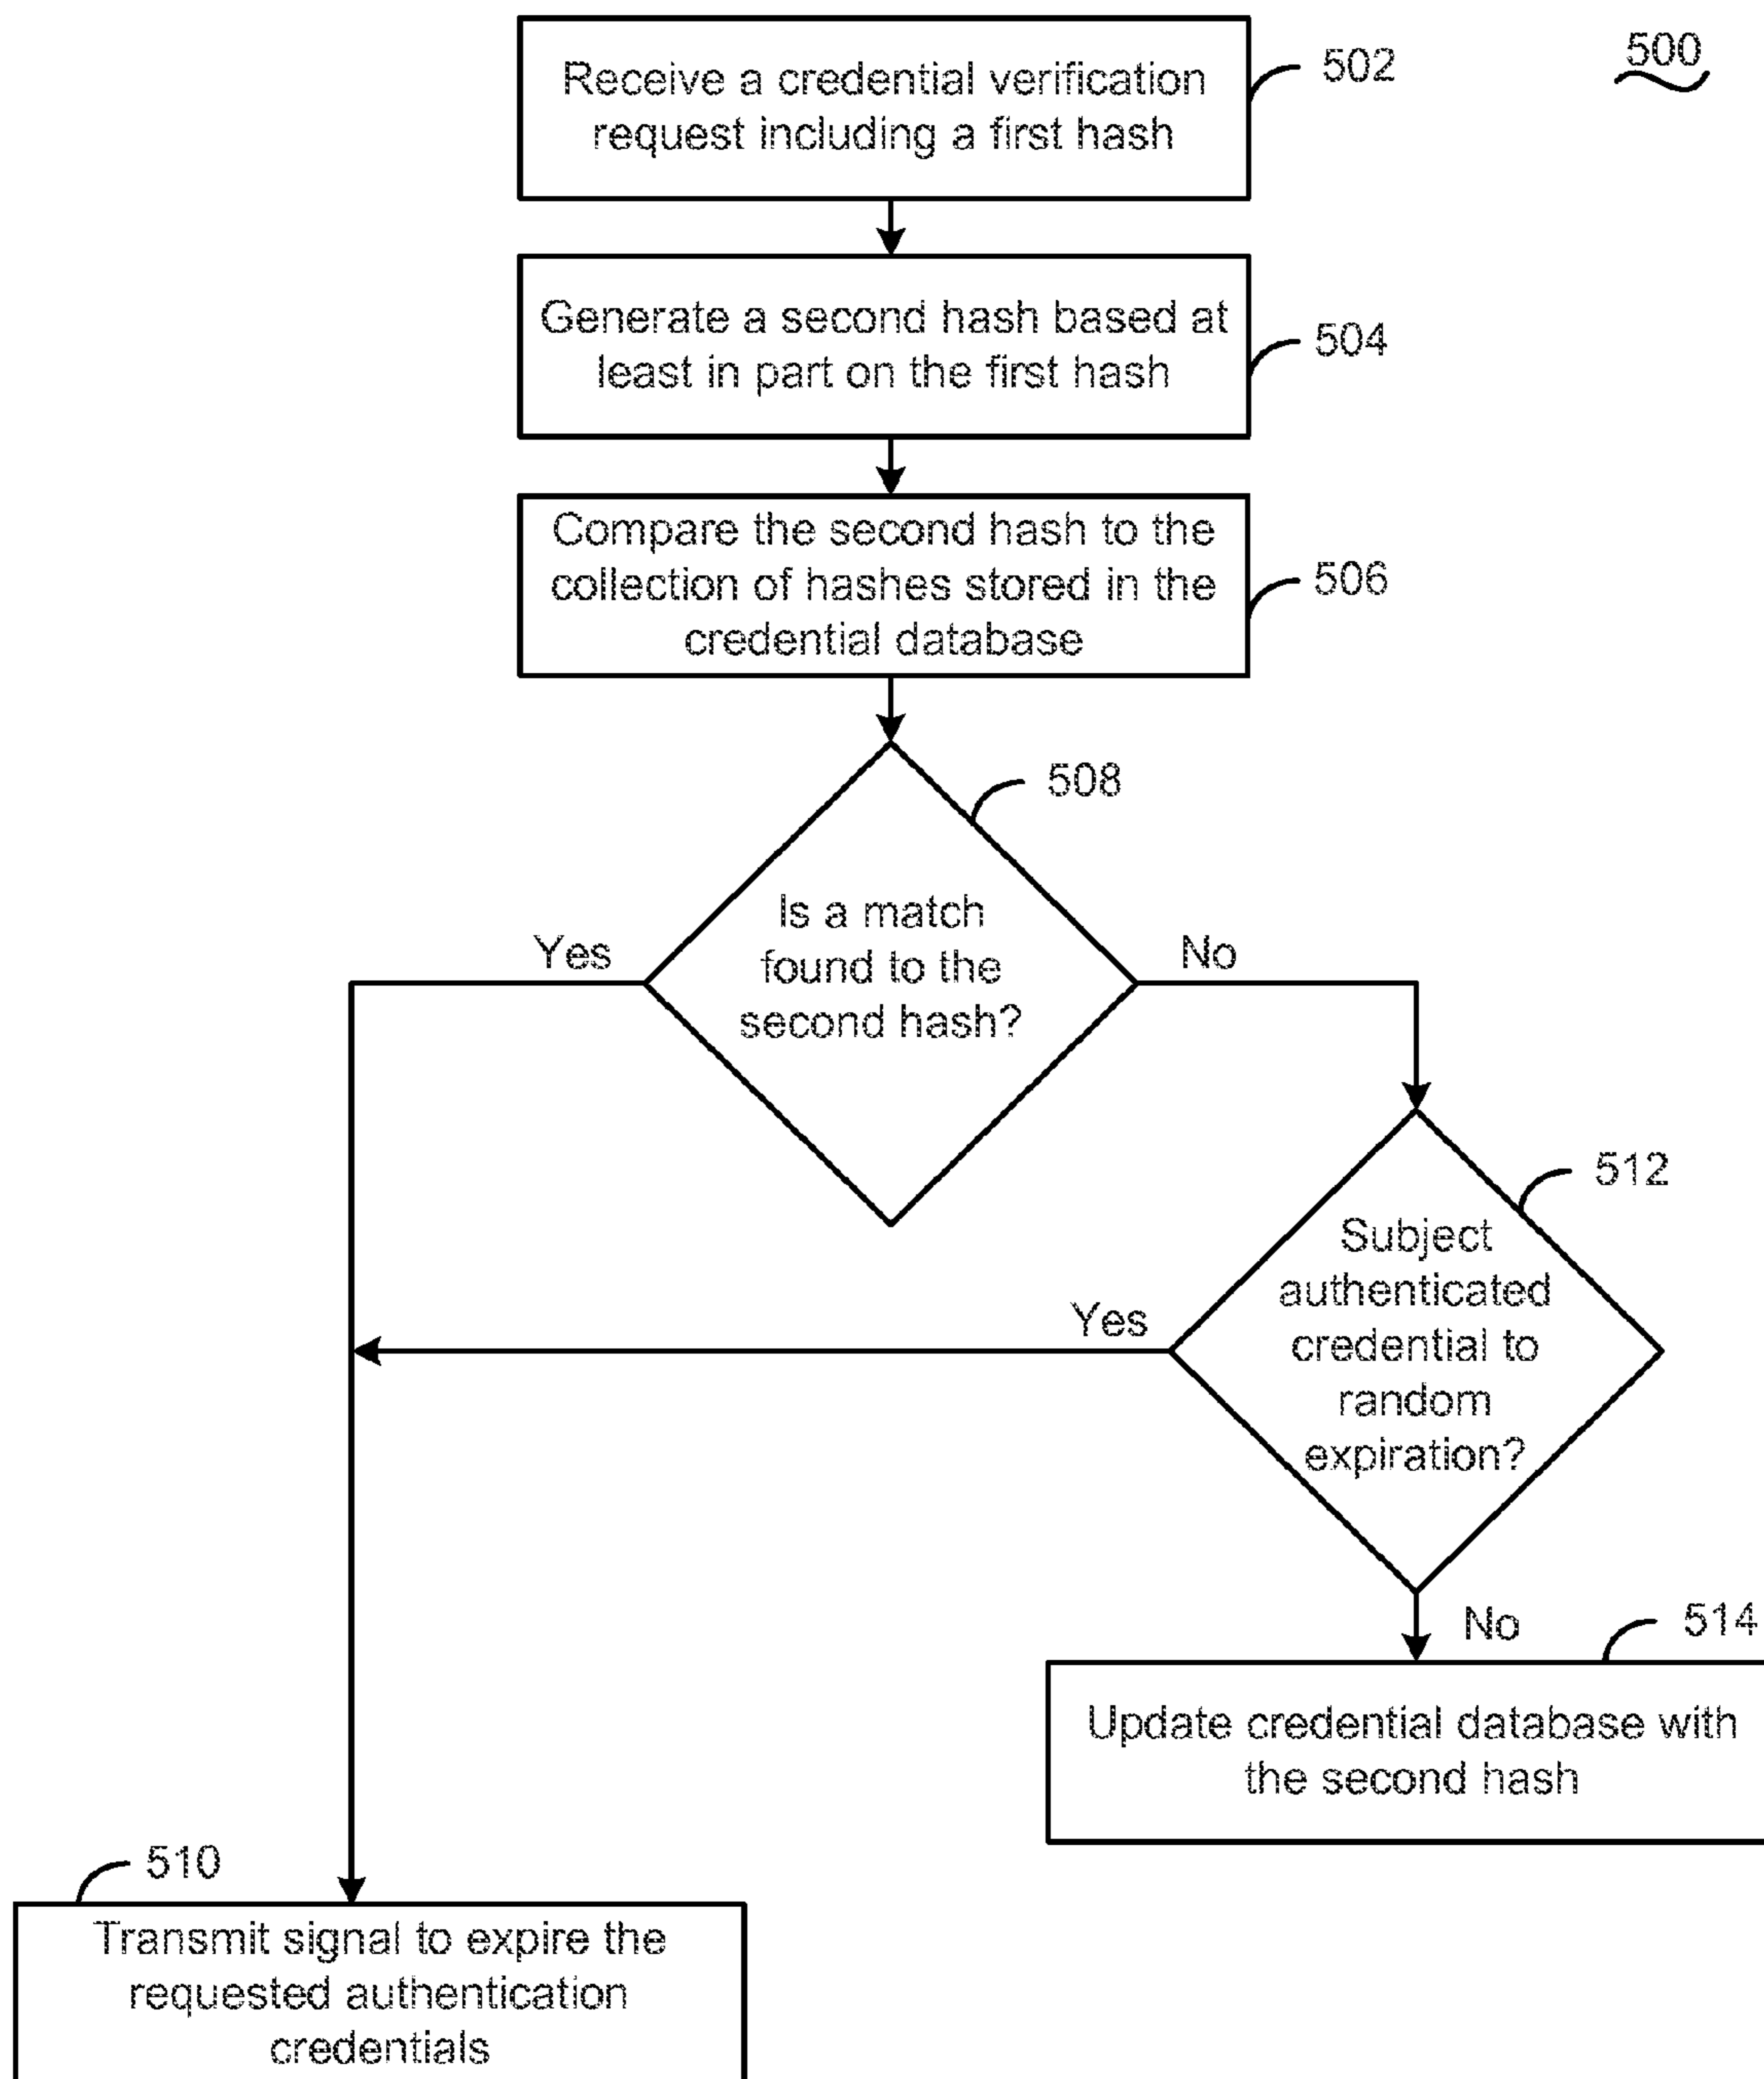 500
Receive a credential verification
request including a first hash
502
Generate a second hash based at
least in part on the first hash
504
Compare the second hash to the
collection of hashes stored in the
credential database
506
508
Is a match
found to the
second hash?
Yes
No
512
Subject
authenticated
credential to
random
expiration?
Yes
No
514
Update credential database with
the second hash
510
Transmit signal to expire the
requested authentication
credentials